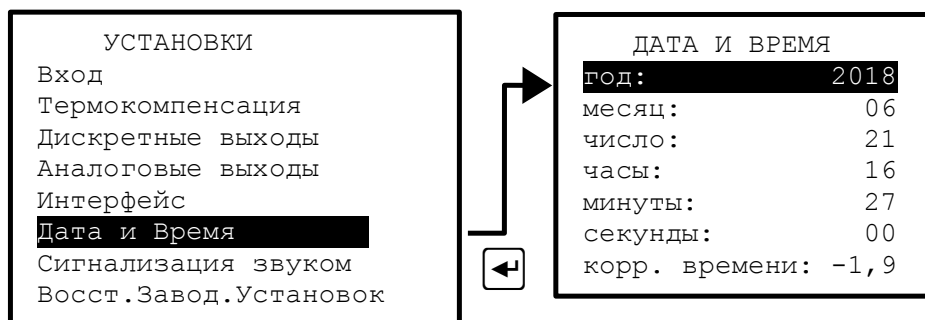 УСТАНОВКИ
Вход
Термокомпенсация
Дискретные выходы
Аналоговые выходы
Интерфейс
Дата и Время
Сигнализация звуком
Восст.Завод.Установок
ДАТА И ВРЕМЯ
год: 2018
месяц: 06
число: 21
часы: 16
минуты: 27
секунды: 00
корр. времени: -1,9